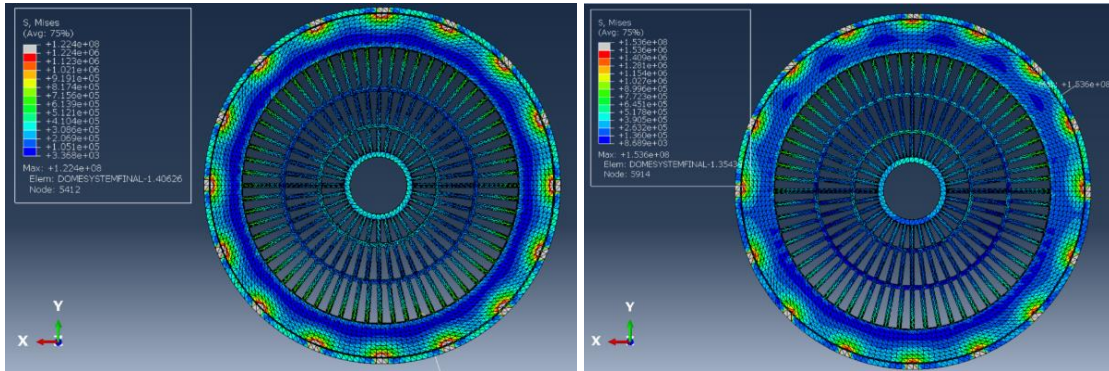 S, Mises
(Avg: 75%)
+1.224e+08
+1.224e+06
+1.123e+06
+1.021e+06
+9.191e+05
+8.174e+05
+7.156e+05
+6.139e+05
+5.121e+05
+4.104e+05
+3.086e+05
+2.069e+05
+1.051e+05
+3.368e+03
Max: +1.224e+08
Elem: DOMESYSTEMFINAL-1.40626
Node: 5412
Y
X
S, Mises
(Avg: 75%)
+1.536e+08
+1.536e+06
+1.409e+06
+1.281e+06
+1.154e+06
+1.027e+06
+8.996e+05
+7.723e+05
+6.451e+05
+5.178e+05
+3.905e+05
+2.632e+05
+1.360e+05
+8.689e+03
Max: +1.536e+08
Elem: DOMESYSTEMFINAL-1.3543
Node: 5914
+1.536e+08
Y
X